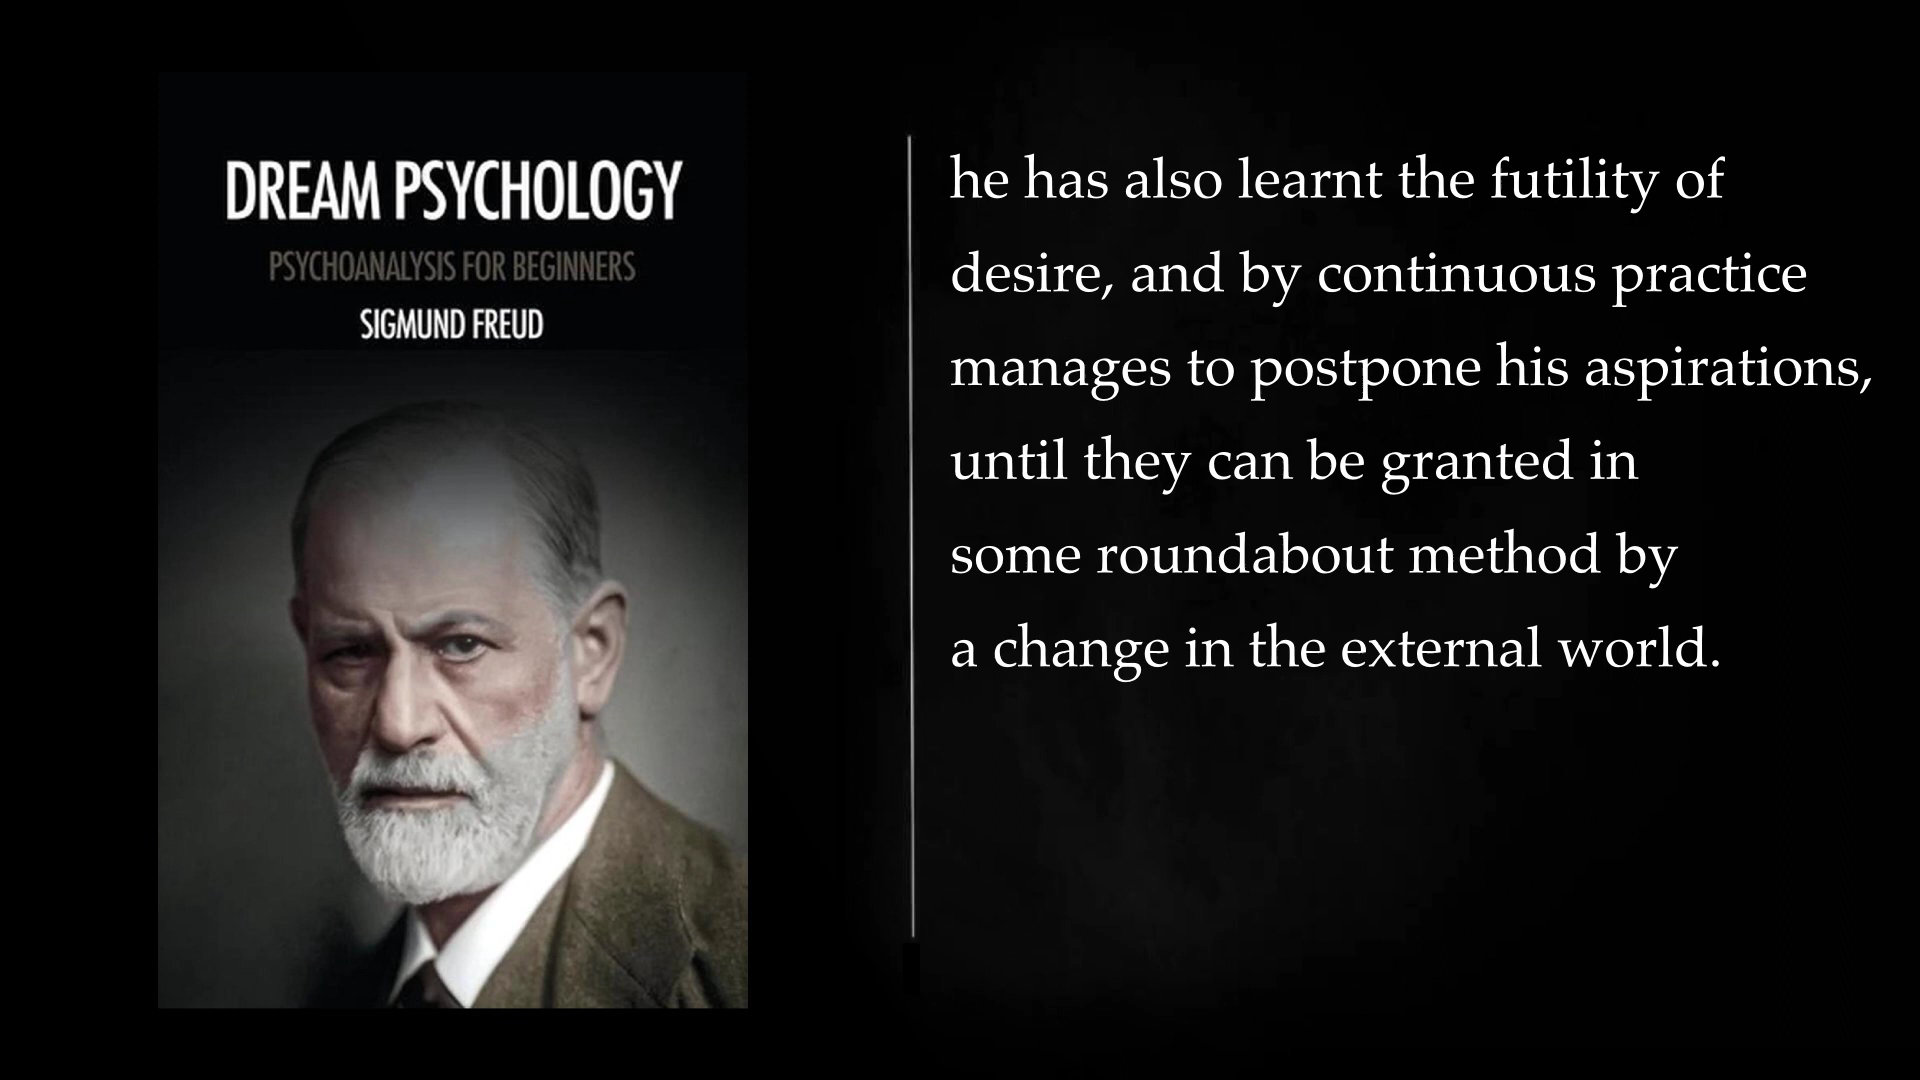 DREAM PSYCHOLOGY
PSYCHOANALYSIS FOR BEGINNERS
SIGMUND FREUD
he has also learnt the futility of
desire, and by continuous practice
manages to postpone his aspirations,
until they can be granted in
some roundabout method by
a change in the external world.